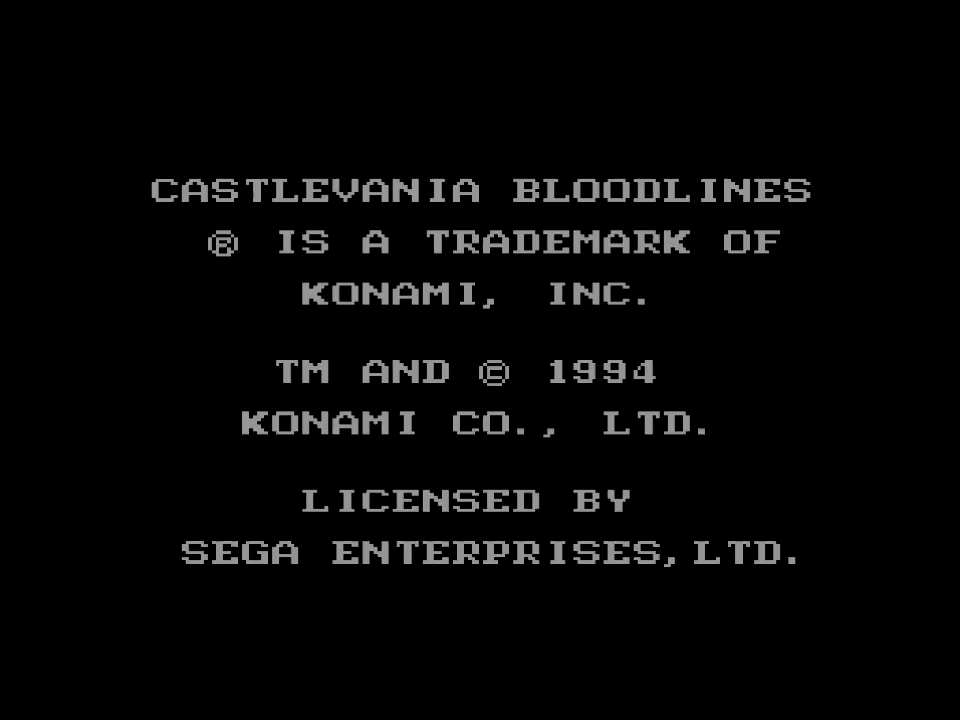 CASTLEVANIA BLOODLINES
® IS A TRADEMARK OF
KONAMI, INC.
TM AND © 1994
KONAMI CO., LTD.
LICENSED BY
SEGA ENTERPRISES,LTD.